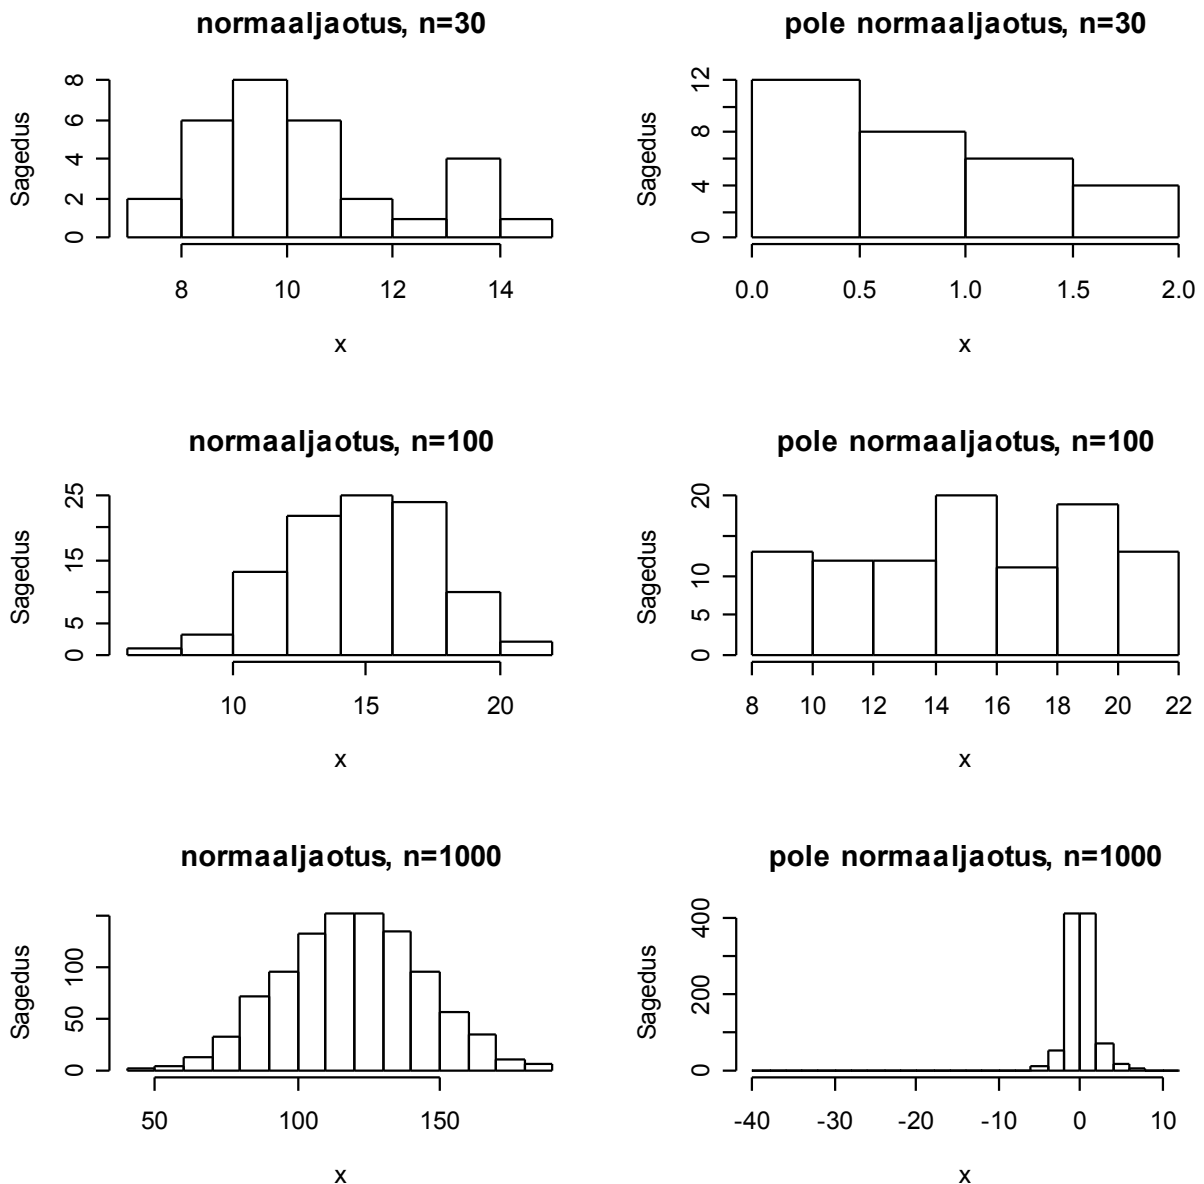 normaaljaotus, n=30
Sagedus
0 2 4 6 8
8 10 12 14
x
pole normaaljaotus, n=30
Sagedus
0 4 8 12
0.0 0.5 1.0 1.5 2.0
x
normaaljaotus, n=100
Sagedus
0 5 15 25
10 15 20
x
pole normaaljaotus, n=100
Sagedus
0 5 10 20
8 10 12 14 16 18 20 22
x
normaaljaotus, n=1000
Sagedus
0 50 100
50 100 150
x
pole normaaljaotus, n=1000
Sagedus
0 200 400
-40 -30 -20 -10 0 10
x